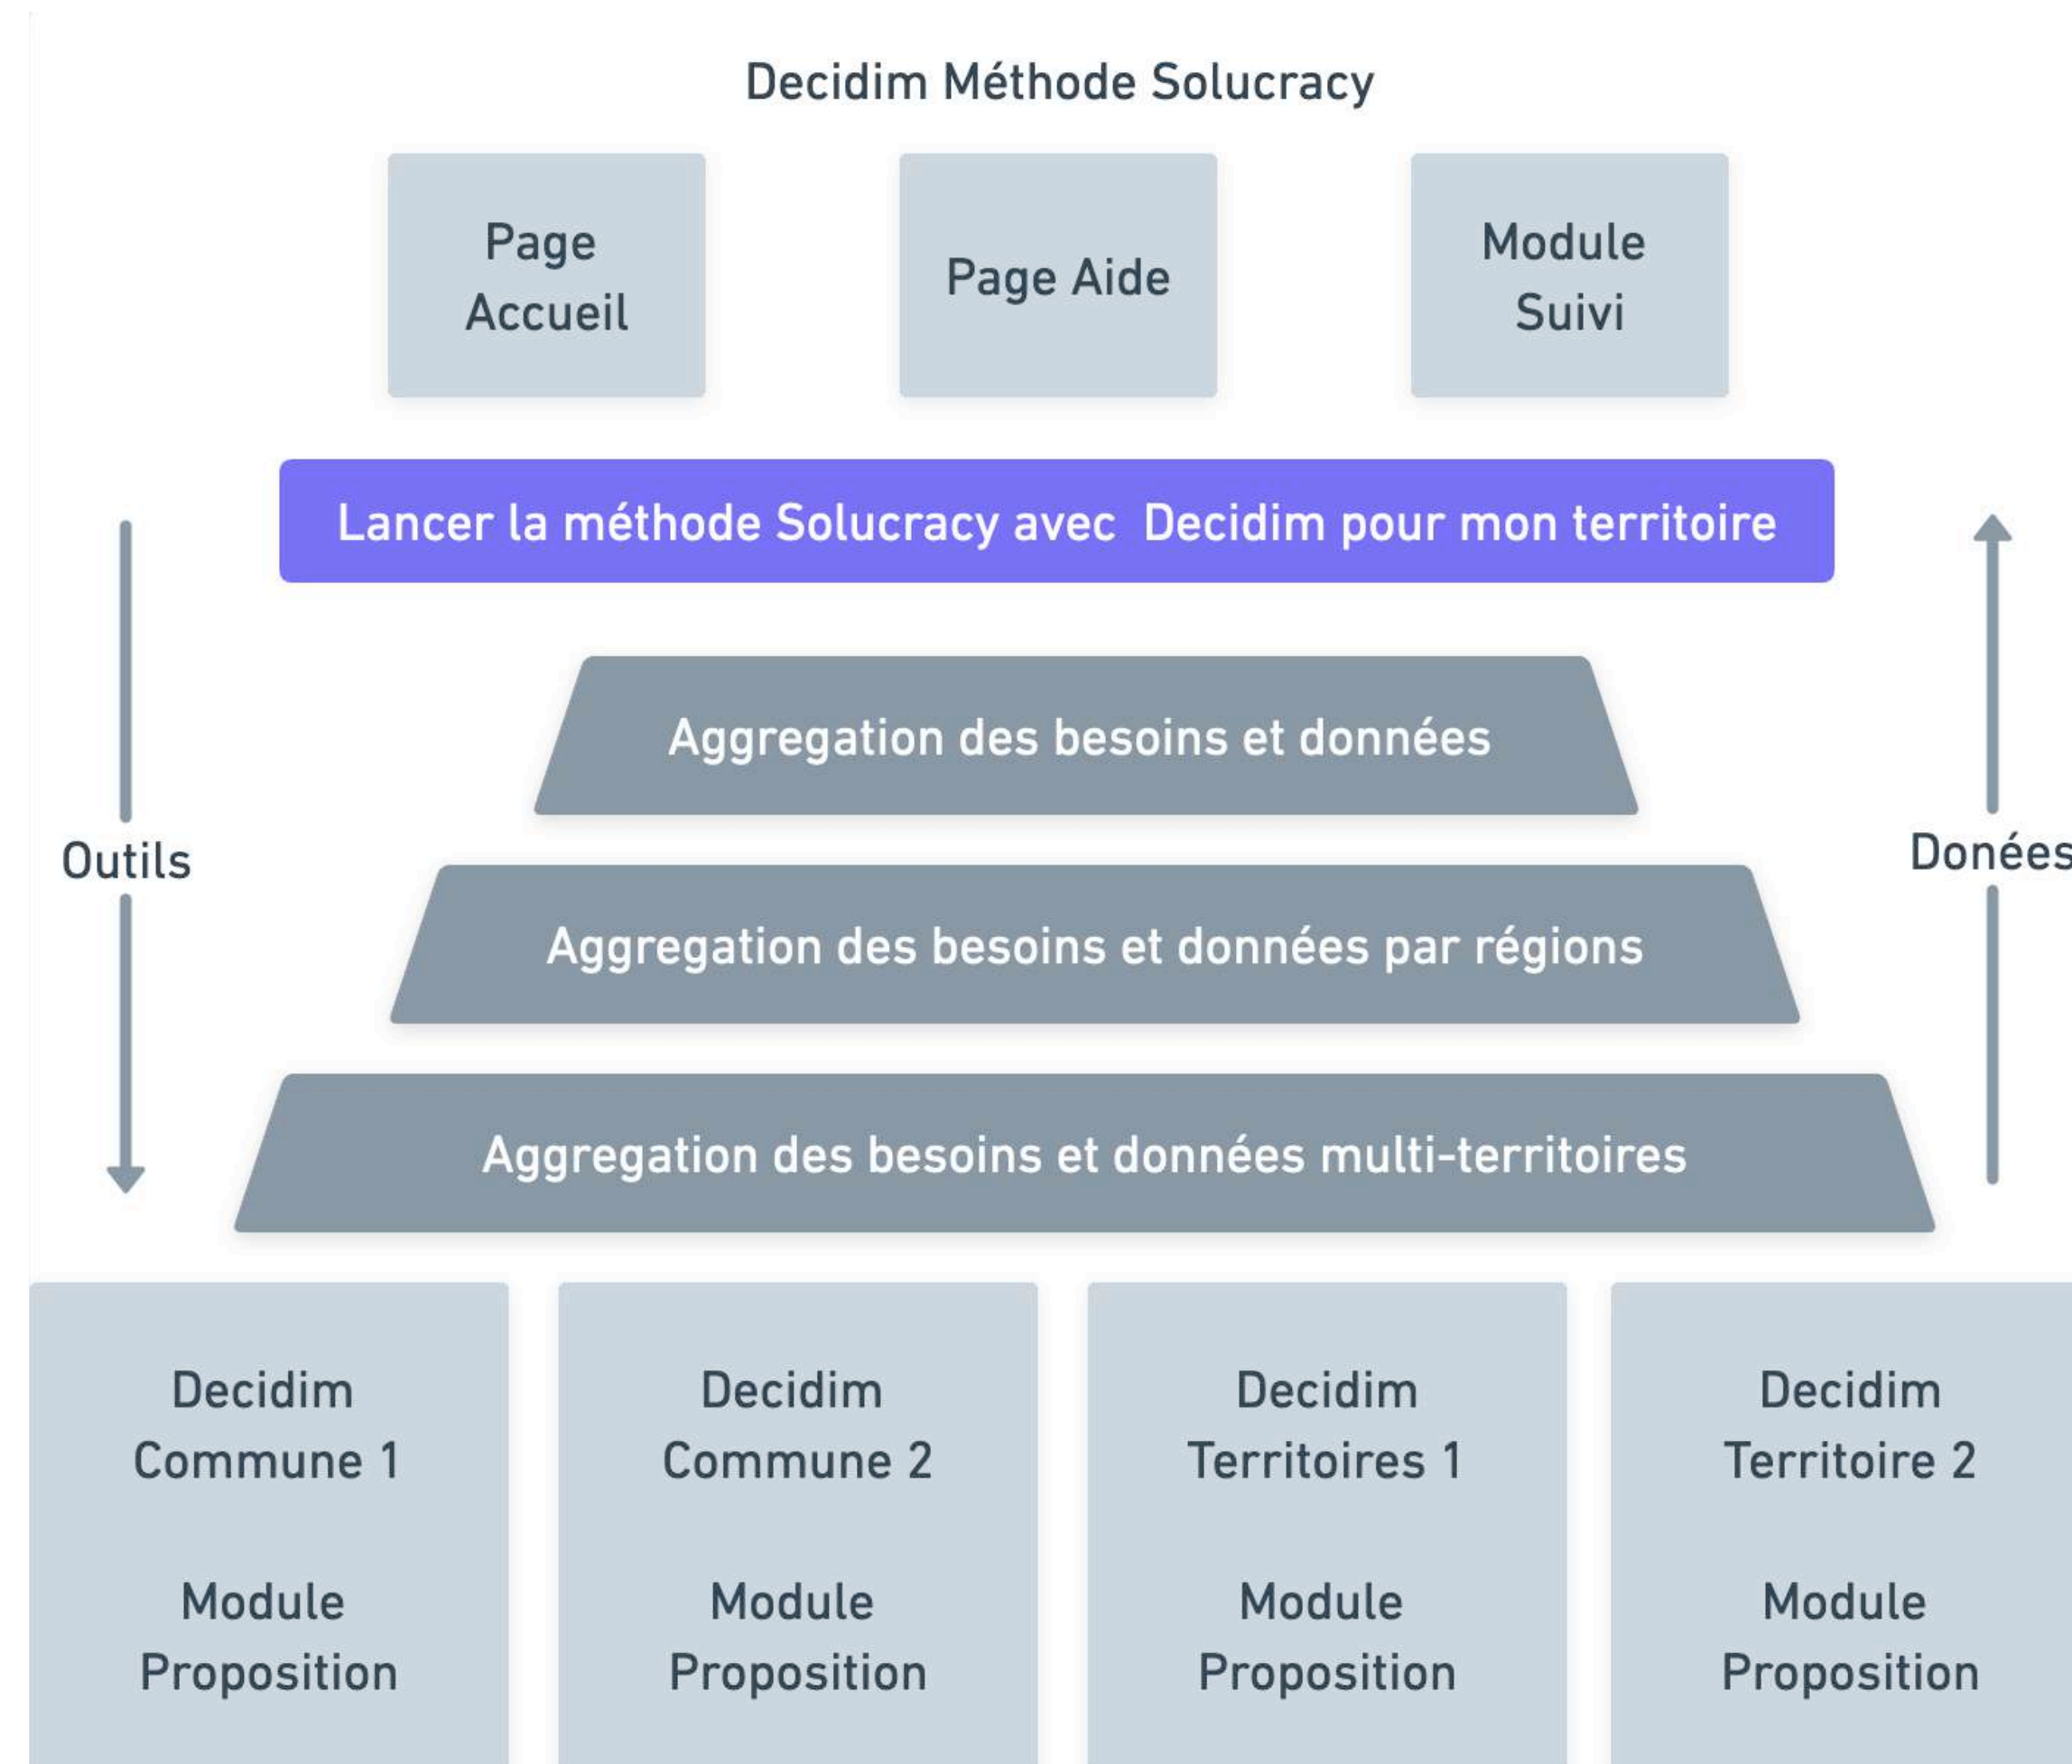 Decidim Méthode Solucracy
Page
Accueil
Page Aide
Module
Suivi
Lancer la méthode Solucracy avec  Decidim pour mon territoire
Aggregation des besoins et données
Outils
Donées
Aggregation des besoins et données par régions
Aggregation des besoins et données multi-territoires
Decidim
Commune 1
Module
Proposition
Decidim
Commune 2
Module
Proposition
Decidim
Territoires 1
Module
Proposition
Decidim
Territoire 2
Module
Proposition